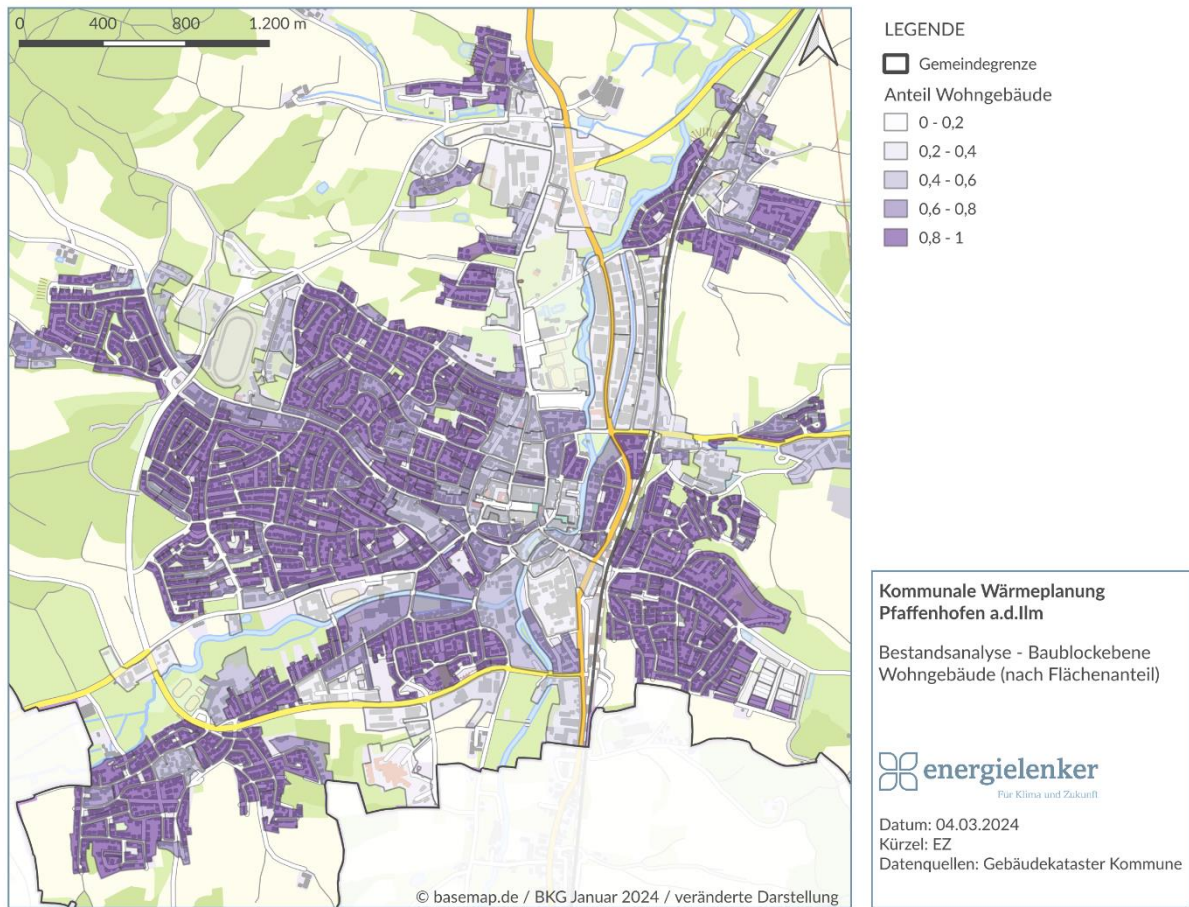 0 400 800 1.200 m
© basemap.de / BKG Januar 2024 / veränderte Darstellung
LEGENDE
Gemeindegrenze
Anteil Wohngebäude
0 - 0,2
0,2 - 0,4
0,4 - 0,6
0,6 - 0,8
0,8 - 1
Kommunale Wärmeplanung
Pfaffenhofen a.d.Ilm
Bestandsanalyse - Baublockebene
Wohngebäude (nach Flächenanteil)
energielenker
Für Klima und Zukunft
Datum: 04.03.2024
Kürzel: EZ
Datenquellen: Gebäudekataster Kommune